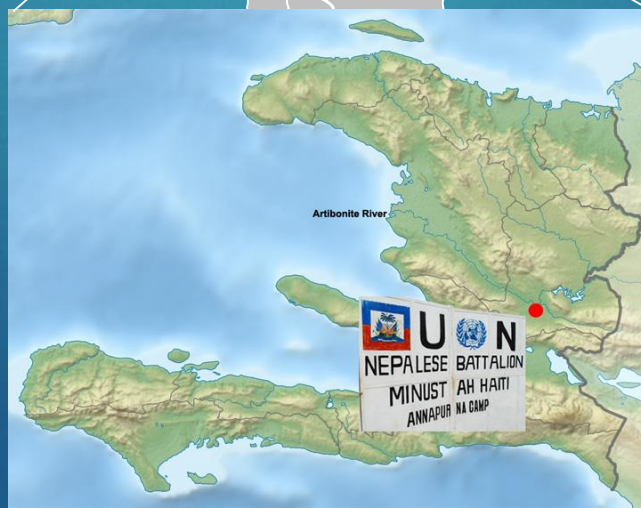 Artibonite River
U N
NEPALESE BATTALION
MINUSTAH HAITI
ANNAPURNA CAMP